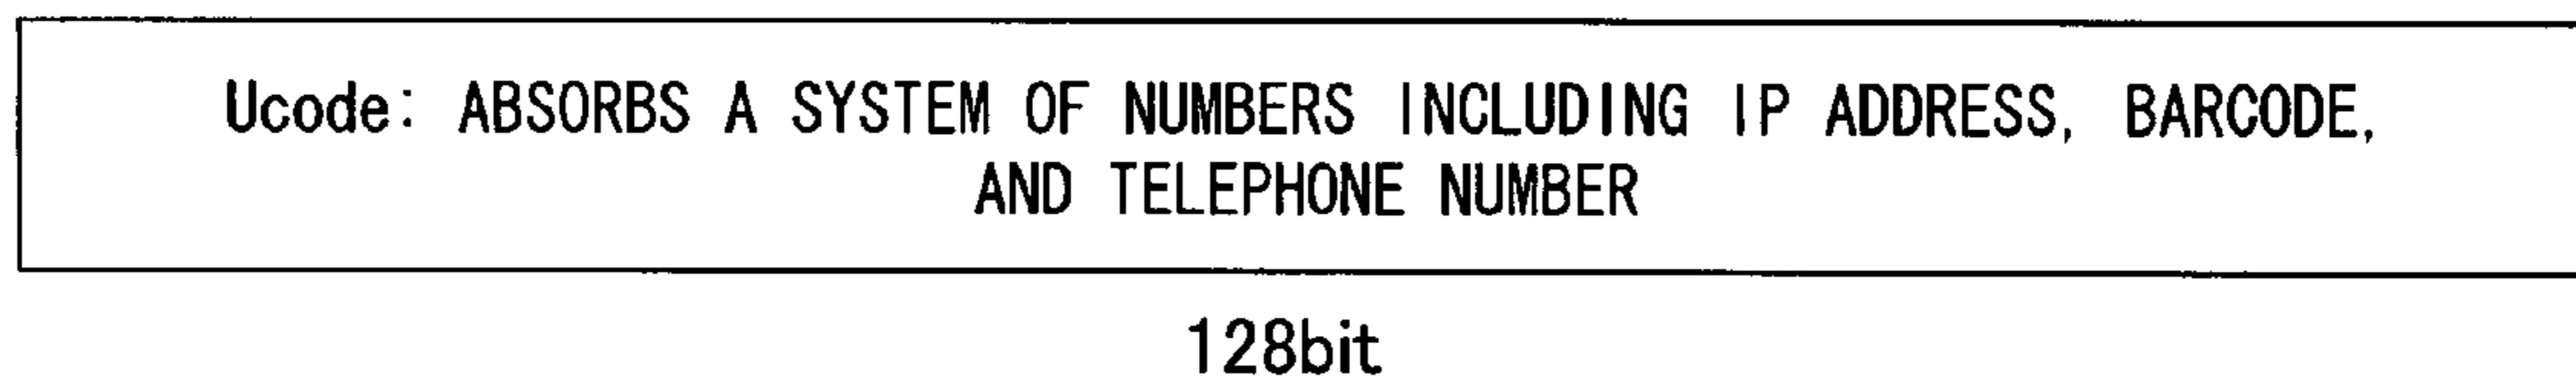 Ucode: ABSORBS A SYSTEM OF NUMBERS INCLUDING IP ADDRESS, BARCODE,
AND TELEPHONE NUMBER
128bit